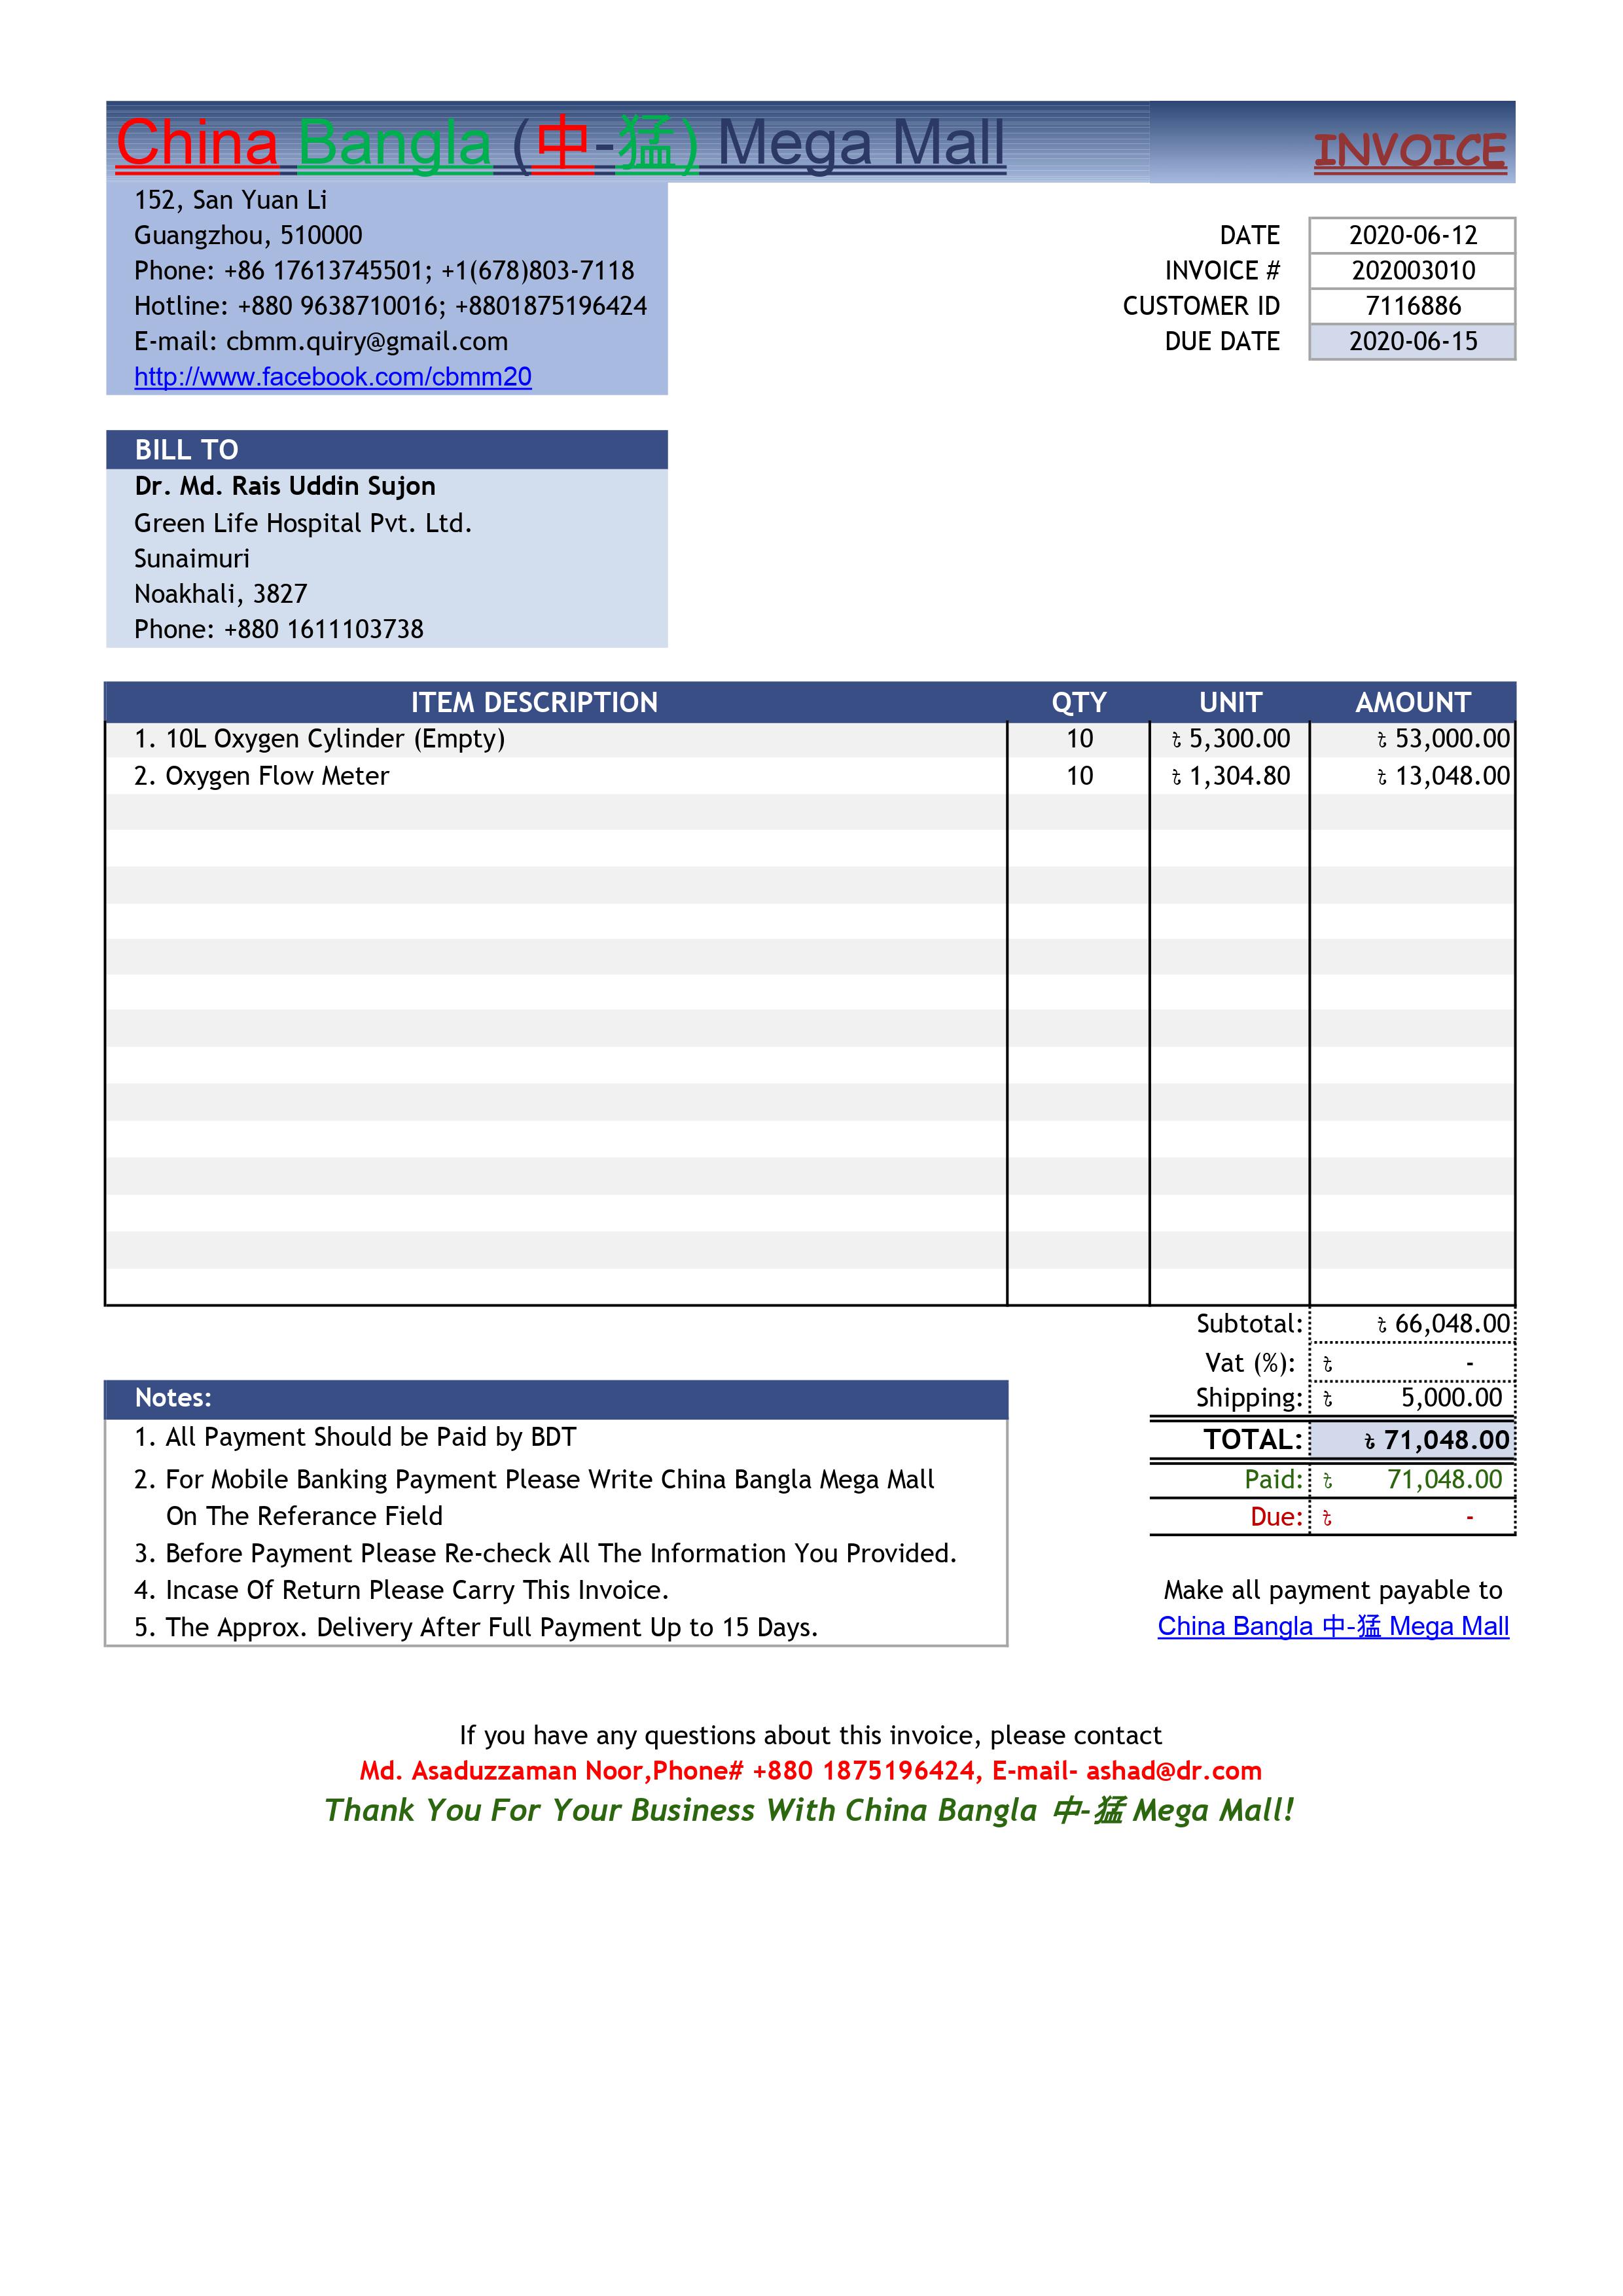 China Bangla (中-猛) Mega Mall
INVOICE
152, San Yuan Li
Guangzhou, 510000
Phone: +86 17613745501; +1(678)803-7118
Hotline: +880 9638710016; +8801875196424
E-mail: cbmm.quiry@gmail.com
http://www.facebook.com/cbmm20
DATE 2020-06-12
INVOICE # 202003010
CUSTOMER ID 7116886
DUE DATE 2020-06-15
BILL TO
Dr. Md. Rais Uddin Sujon
Green Life Hospital Pvt. Ltd.
Sunaimuri
Noakhali, 3827
Phone: +880 1611103738
ITEM DESCRIPTION QTY UNIT AMOUNT
1. 10L Oxygen Cylinder (Empty) 10 ৳ 5,300.00 ৳ 53,000.00
2. Oxygen Flow Meter 10 ৳ 1,304.80 ৳ 13,048.00
Subtotal: ৳ 66,048.00
Vat (%): ৳ -
Shipping: ৳ 5,000.00
TOTAL: ৳ 71,048.00
Paid: ৳ 71,048.00
Due: ৳ -
Notes:
1. All Payment Should be Paid by BDT
2. For Mobile Banking Payment Please Write China Bangla Mega Mall
On The Referance Field
3. Before Payment Please Re-check All The Information You Provided.
4. Incase Of Return Please Carry This Invoice.
5. The Approx. Delivery After Full Payment Up to 15 Days.
Make all payment payable to
China Bangla 中-猛 Mega Mall
If you have any questions about this invoice, please contact
Md. Asaduzzaman Noor,Phone# +880 1875196424, E-mail- ashad@dr.com
Thank You For Your Business With China Bangla 中-猛 Mega Mall!